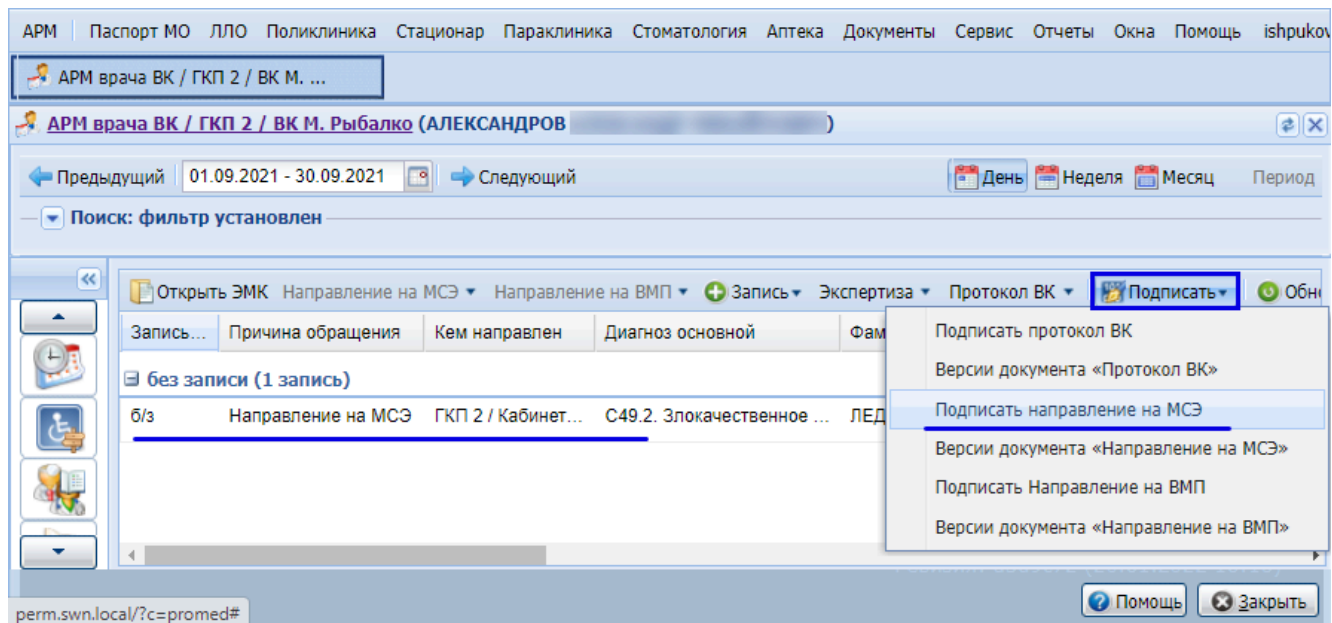 АРМ Паспорт МО ЛЛО Поликлиника Стационар Параклиника Стоматология Аптека Документы Сервис Отчеты Окна Помощь ishpukov
АРМ врача ВК / ГКП 2 / ВК М. ...
АРМ врача ВК / ГКП 2 / ВК М. Рыбалко (АЛЕКСАНДРОВ )
Предыдущий 01.09.2021 - 30.09.2021 Следующий День Неделя Месяц Период
Поиск: фильтр установлен
Открыть ЭМК Направление на МСЭ Направление на ВМП Запись Экспертиза Протокол ВК Подписать Обн
Запись... Причина обращения Кем направлен Диагноз основной Фам
Подписать протокол ВК
Версии документа «Протокол ВК»
без записи (1 запись)
б/з Направление на МСЭ ГКП 2 / Кабинет... C49.2. Злокачественное ... ЛЕД
Подписать направление на МСЭ
Версии документа «Направление на МСЭ»
Подписать Направление на ВМП
Версии документа «Направление на ВМП»
Помощь Закрыть
perm.swn.local/?c=promed#